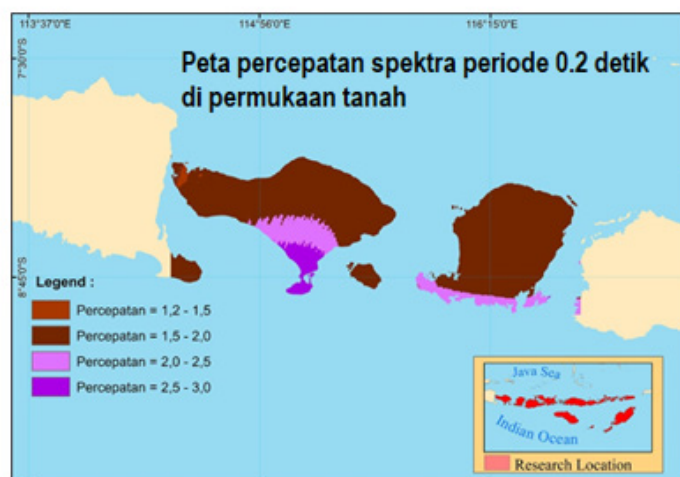 113°37'0"E 114°56'0"E 116°15'0"E
7°30'0"S
Peta percepatan spektra periode 0.2 detik
di permukaan tanah
8°45'0"S
Legend :
Percepatan = 1,2 - 1,5
Percepatan = 1,5 - 2,0
Percepatan = 2,0 - 2,5
Percepatan = 2,5 - 3,0
Java Sea
Indian Ocean
Research Location